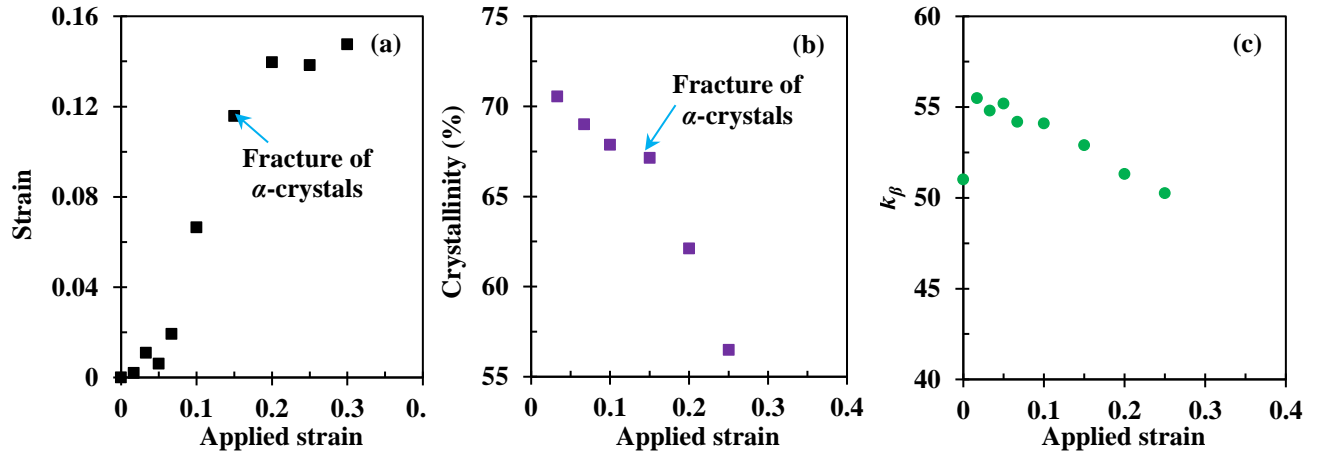 (a)
0.16
0.12
0.08
0.04
0
Strain
Fracture of
α-crystals
0 0.1 0.2 0.3 0.
Applied strain
(b)
75
70
65
60
55
Crystallinity (%)
Fracture of
α-crystals
0 0.1 0.2 0.3 0.4
Applied strain
(c)
60
55
50
45
40
kβ
0 0.1 0.2 0.3 0.4
Applied strain